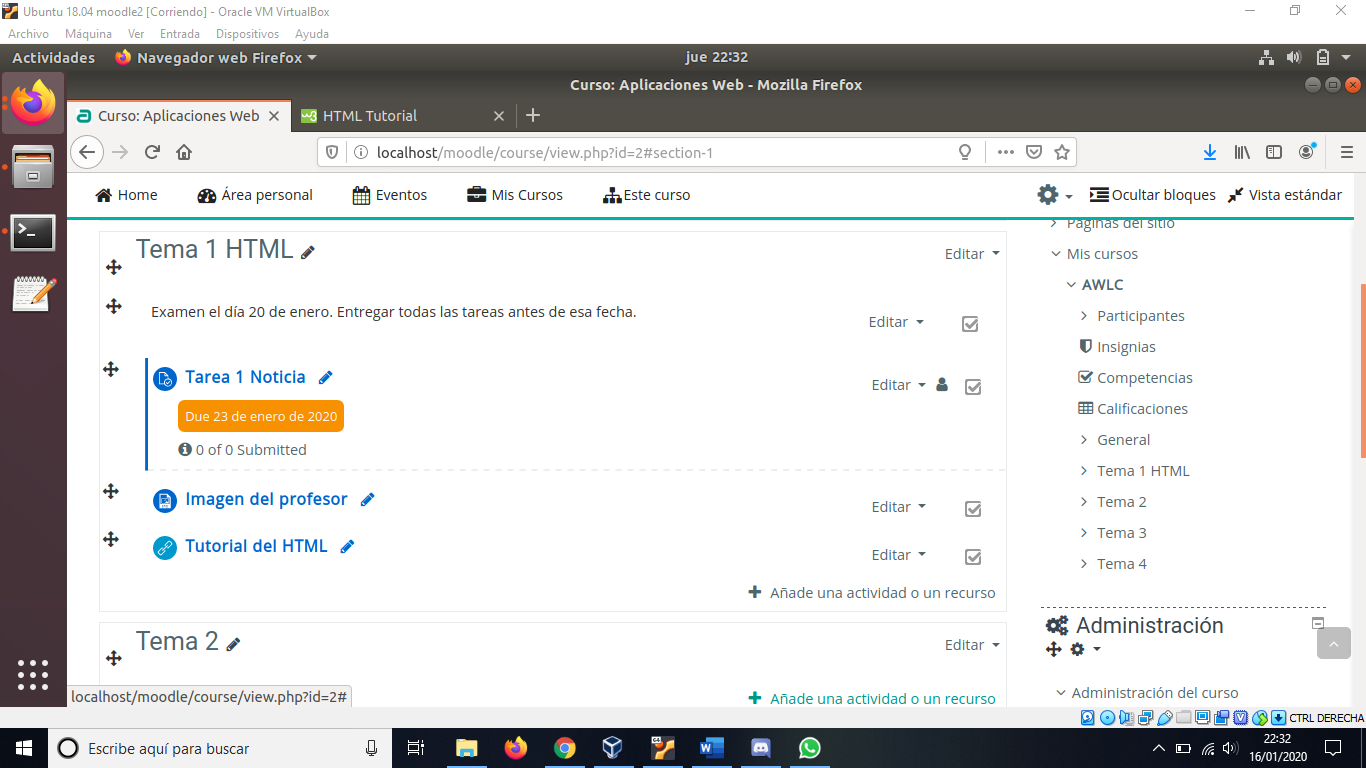 Ubuntu 18.04 moodle2 [Corriendo] - Oracle VM VirtualBox
Archivo Máquina Ver Entrada Dispositivos Ayuda
Actividades Navegador web Firefox jue 22:32
Curso: Aplicaciones Web - Mozilla Firefox
Curso: Aplicaciones Web HTML Tutorial
localhost/moodle/course/view.php?id=2#section-1
Home Área personal Eventos Mis Cursos Este curso Ocultar bloques Vista estándar
Tema 1 HTML Editar
Examen el día 20 de enero. Entregar todas las tareas antes de esa fecha.
Editar
Tarea 1 Noticia Editar
Due 23 de enero de 2020
0 of 0 Submitted
Imagen del profesor Editar
Tutorial del HTML Editar
Añade una actividad o un recurso
Tema 2 Editar
Añade una actividad o un recurso
Páginas del sitio
Mis cursos
AWLC
Participantes
Insignias
Competencias
Calificaciones
General
Tema 1 HTML
Tema 2
Tema 3
Tema 4
Administración
Administración del curso
localhost/moodle/course/view.php?id=2#
CTRL DERECHA
Escribe aquí para buscar
22:32
16/01/2020